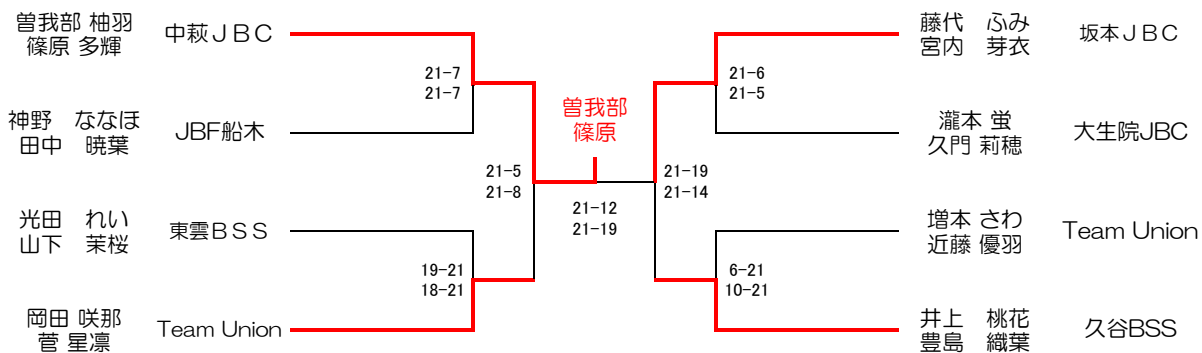 曽我部 柚羽
篠原 多輝
中萩ＪＢＣ
21-7
21-7
神野　ななほ
田中　暁葉
JBF船木
21-5
21-8
光田　れい
山下　茉桜
東雲ＢＳＳ
19-21
18-21
岡田 咲那
菅 星凛
Team Union
曽我部
篠原
21-12
21-19
藤代　ふみ
宮内　芽衣
坂本ＪＢＣ
21-6
21-5
瀧本 蛍
久門 莉穂
大生院JBC
21-19
21-14
増本 さわ
近藤 優羽
Team Union
6-21
10-21
井上　桃花
豊島　織葉
久谷BSS